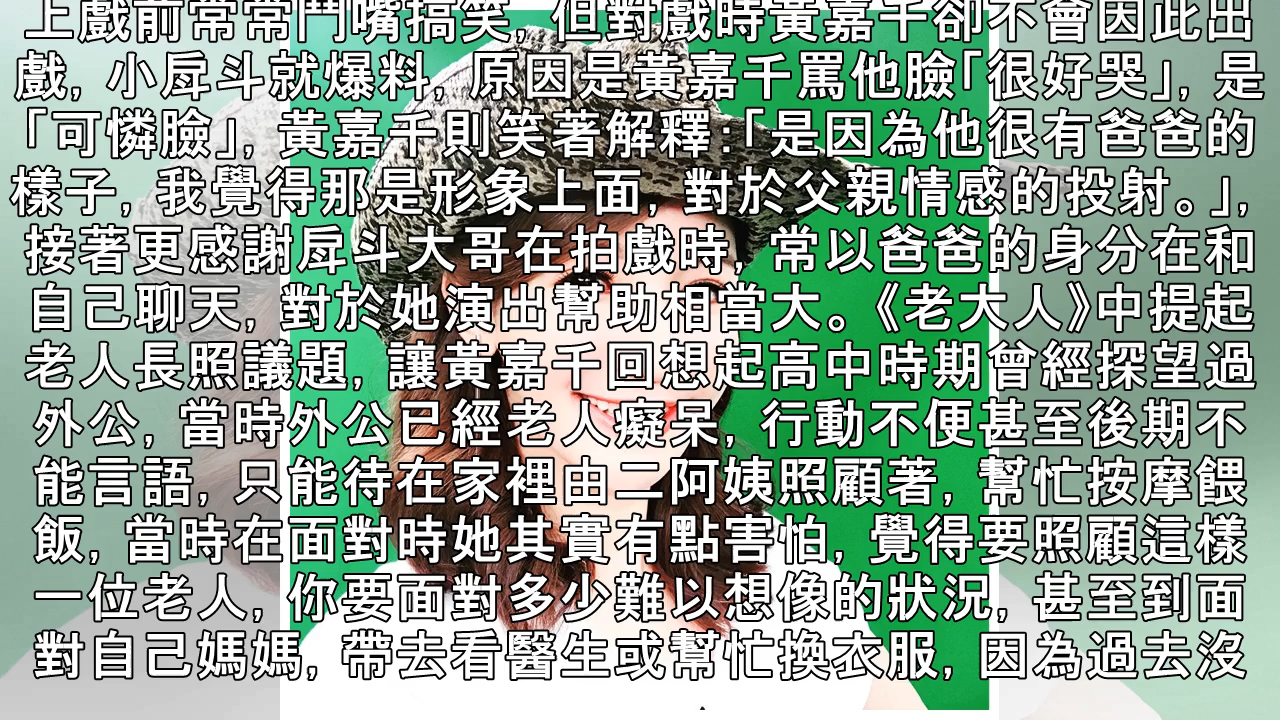 上戲前常常鬥嘴搞笑, 但對戲時黃嘉千卻不會因此出
戲, 小戽斗就爆料, 原因是黃嘉千罵他臉「很好哭」, 是
「可憐臉」, 黃嘉千則笑著解釋:「是因為他很有爸爸的
樣子, 我覺得那是形象上面, 對於父親情感的投射。」,
接著更感謝戽斗大哥在拍戲時, 常以爸爸的身分在和
自己聊天, 對於她演出幫助相當大。《老大人》中提起
老人長照議題, 讓黃嘉千回想起高中時期曾經探望過
外公, 當時外公已經老人癡呆, 行動不便甚至後期不
能言語, 只能待在家裡由二阿姨照顧著, 幫忙按摩餵
飯, 當時在面對時她其實有點害怕, 覺得要照顧這樣
一位老人, 你要面對多少難以想像的狀況, 甚至到面
對自己媽媽, 帶去看醫生或幫忙換衣服, 因為過去沒